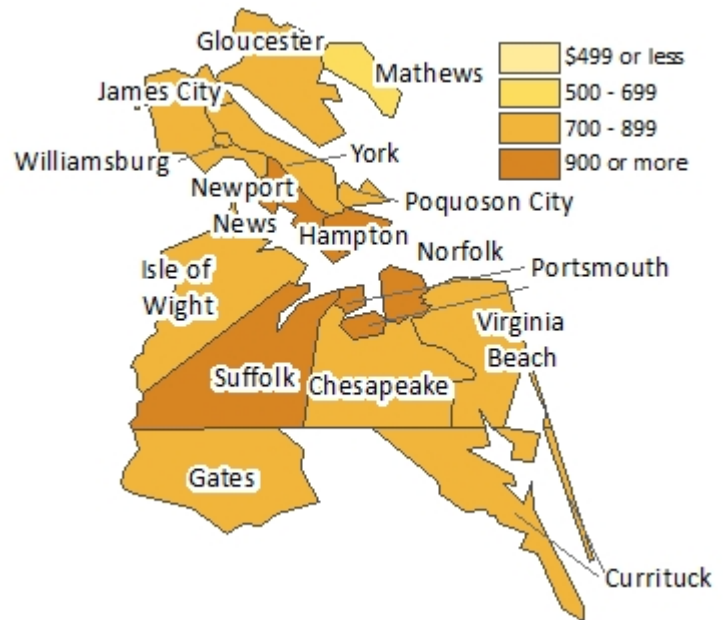 Gloucester
$499 or less
Mathews
500 - 699
James City
700 - 899
York
Williamsburg
900 or more
Newport
News
Poquoson City
Hampton
Norfolk
Isle of
Wight
Portsmouth
Virginia
Beach
Suffolk
Chesapeake
Gates
Currituck